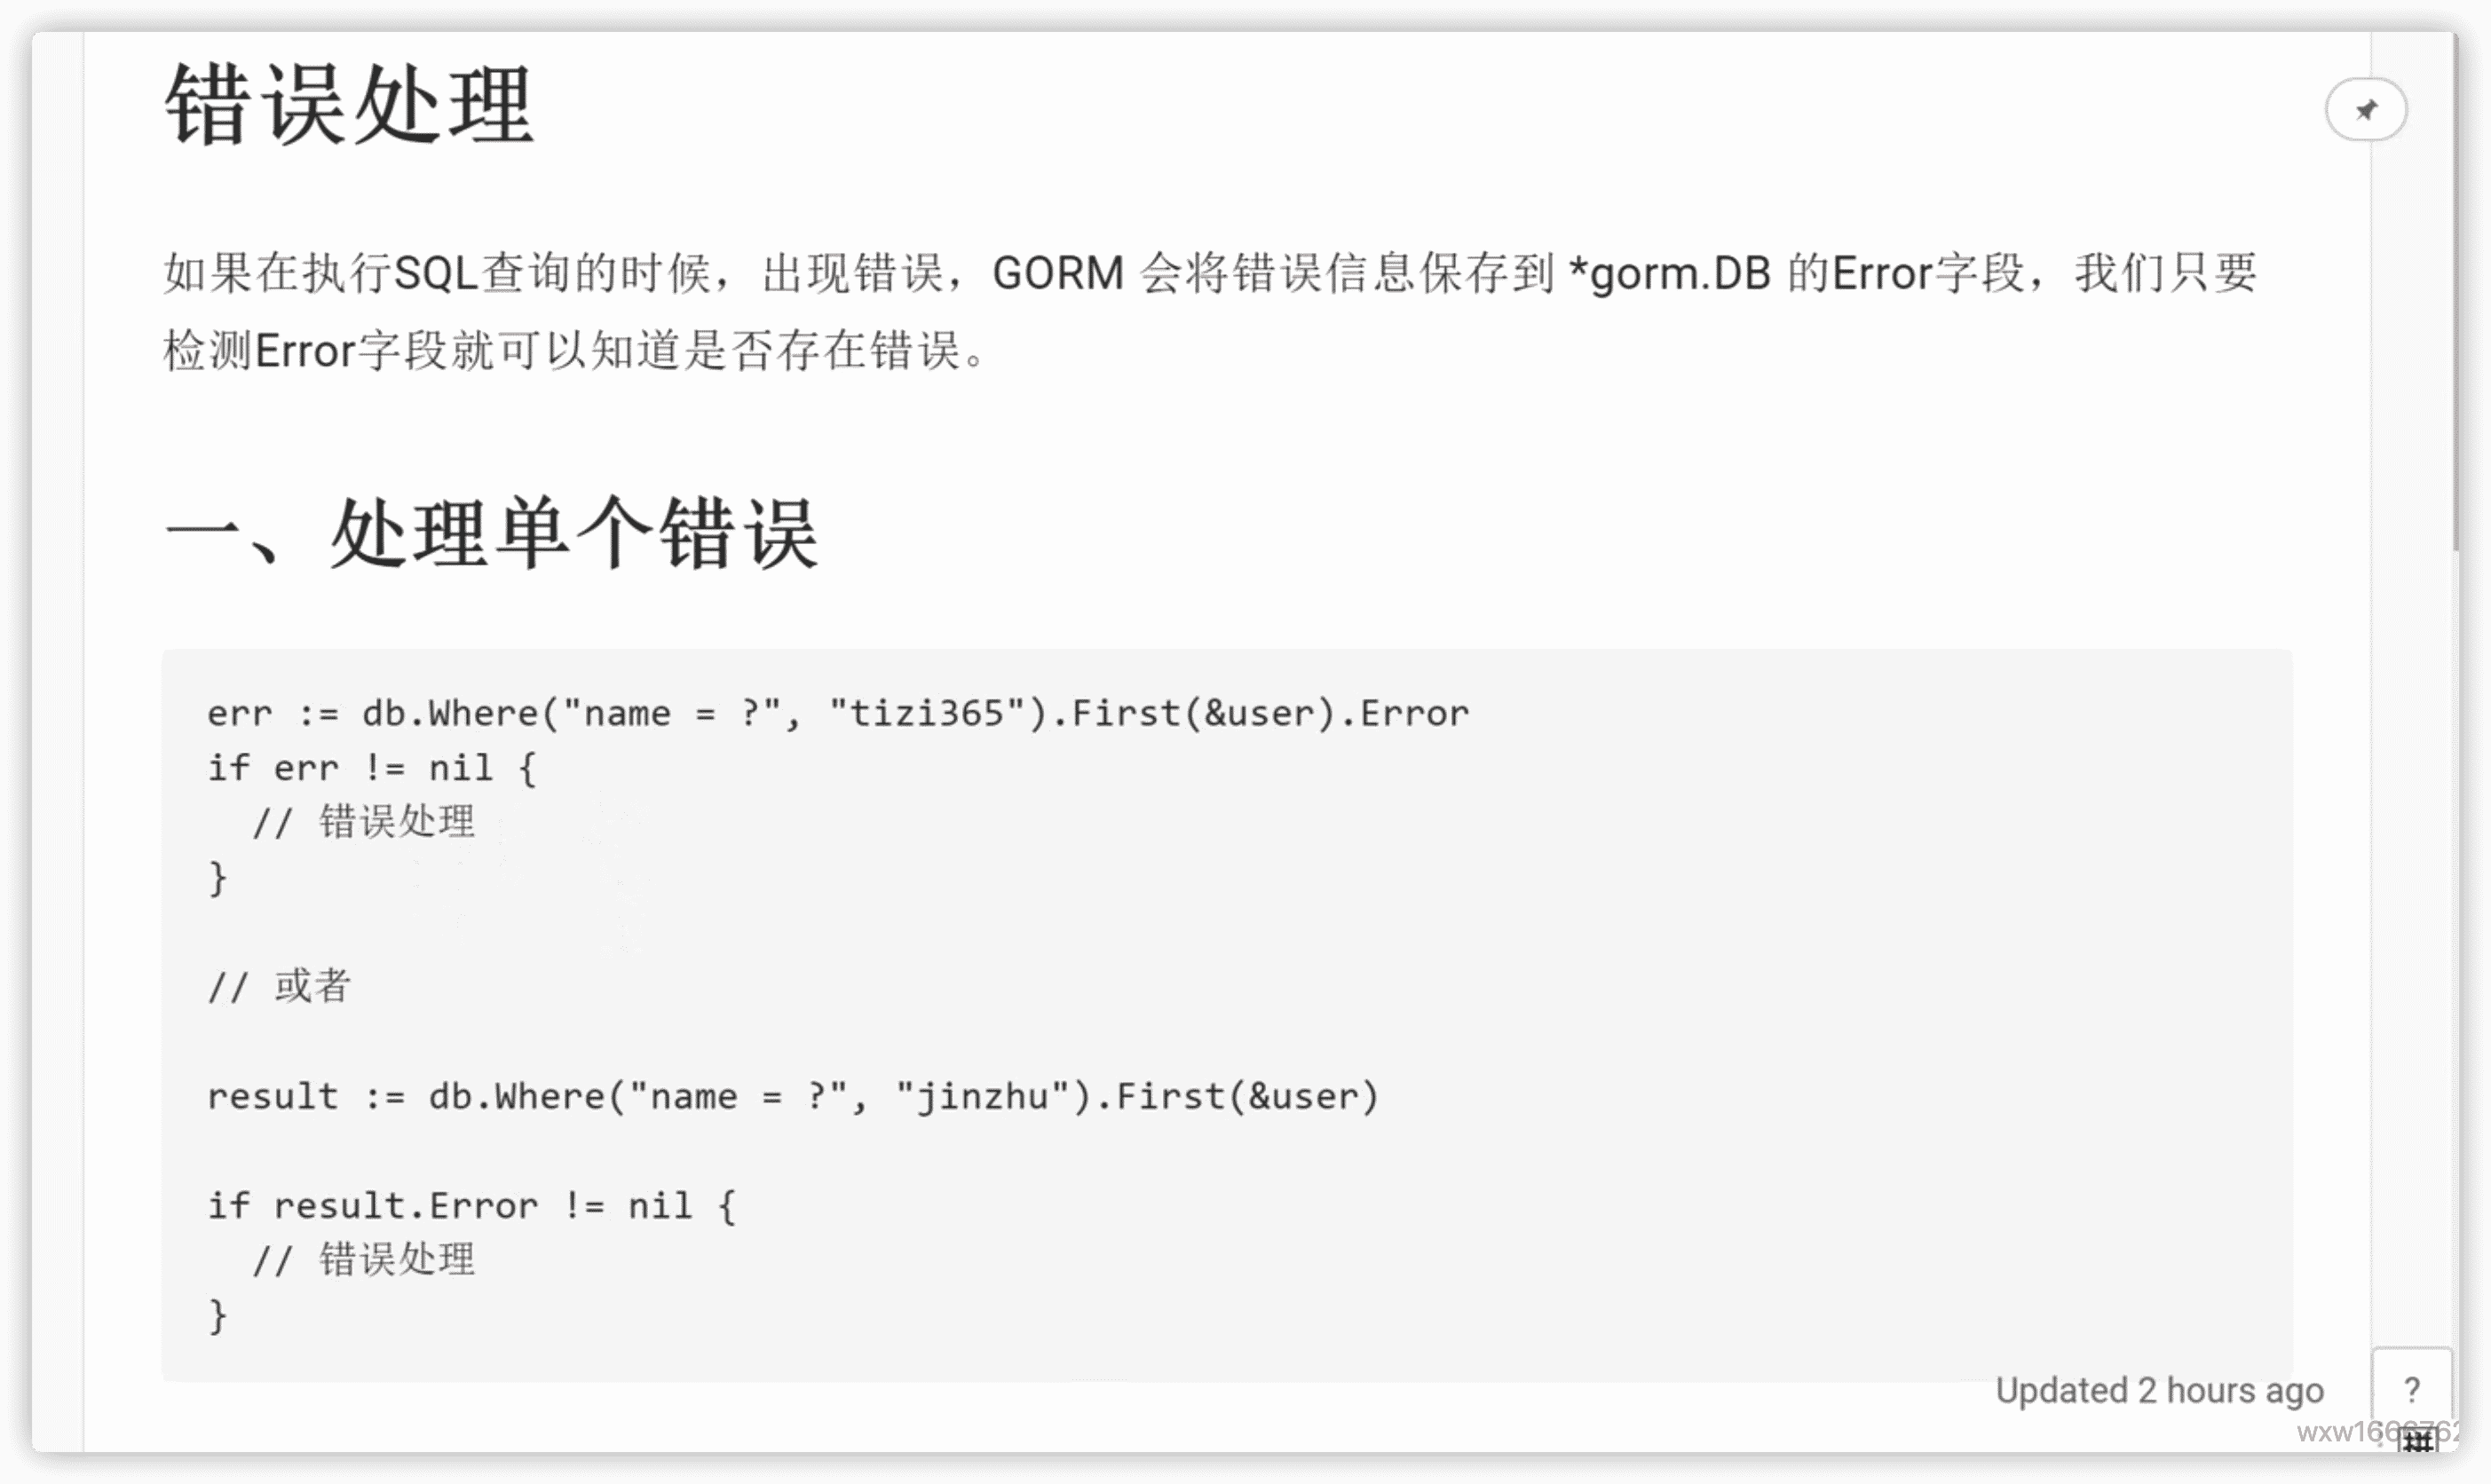 错误处理
如果在执行SQL查询的时候，出现错误，GORM 会将错误信息保存到 *gorm.DB 的Error字段，我们只要
检测Error字段就可以知道是否存在错误。
一、处理单个错误
err := db.Where("name = ?", "tizi365").First(&user).Error
if err != nil {
  // 错误处理
}
// 或者
result := db.Where("name = ?", "jinzhu").First(&user)
if result.Error != nil {
  // 错误处理
}
Updated 2 hours ago
?